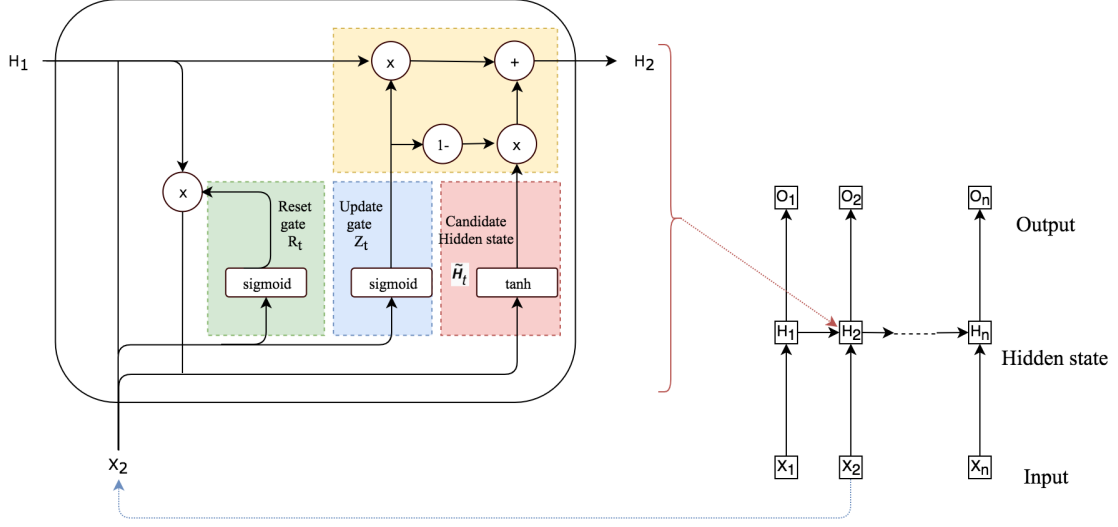 H₁
x
+
H₂
1-
x
x
Reset
gate
Rₜ
Update
gate
Zₜ
Candidate
Hidden state
H̃ₜ
sigmoid
sigmoid
tanh
X₂
O₁
O₂
Oₙ
Output
H₁
H₂
Hₙ
Hidden state
X₁
X₂
Xₙ
Input